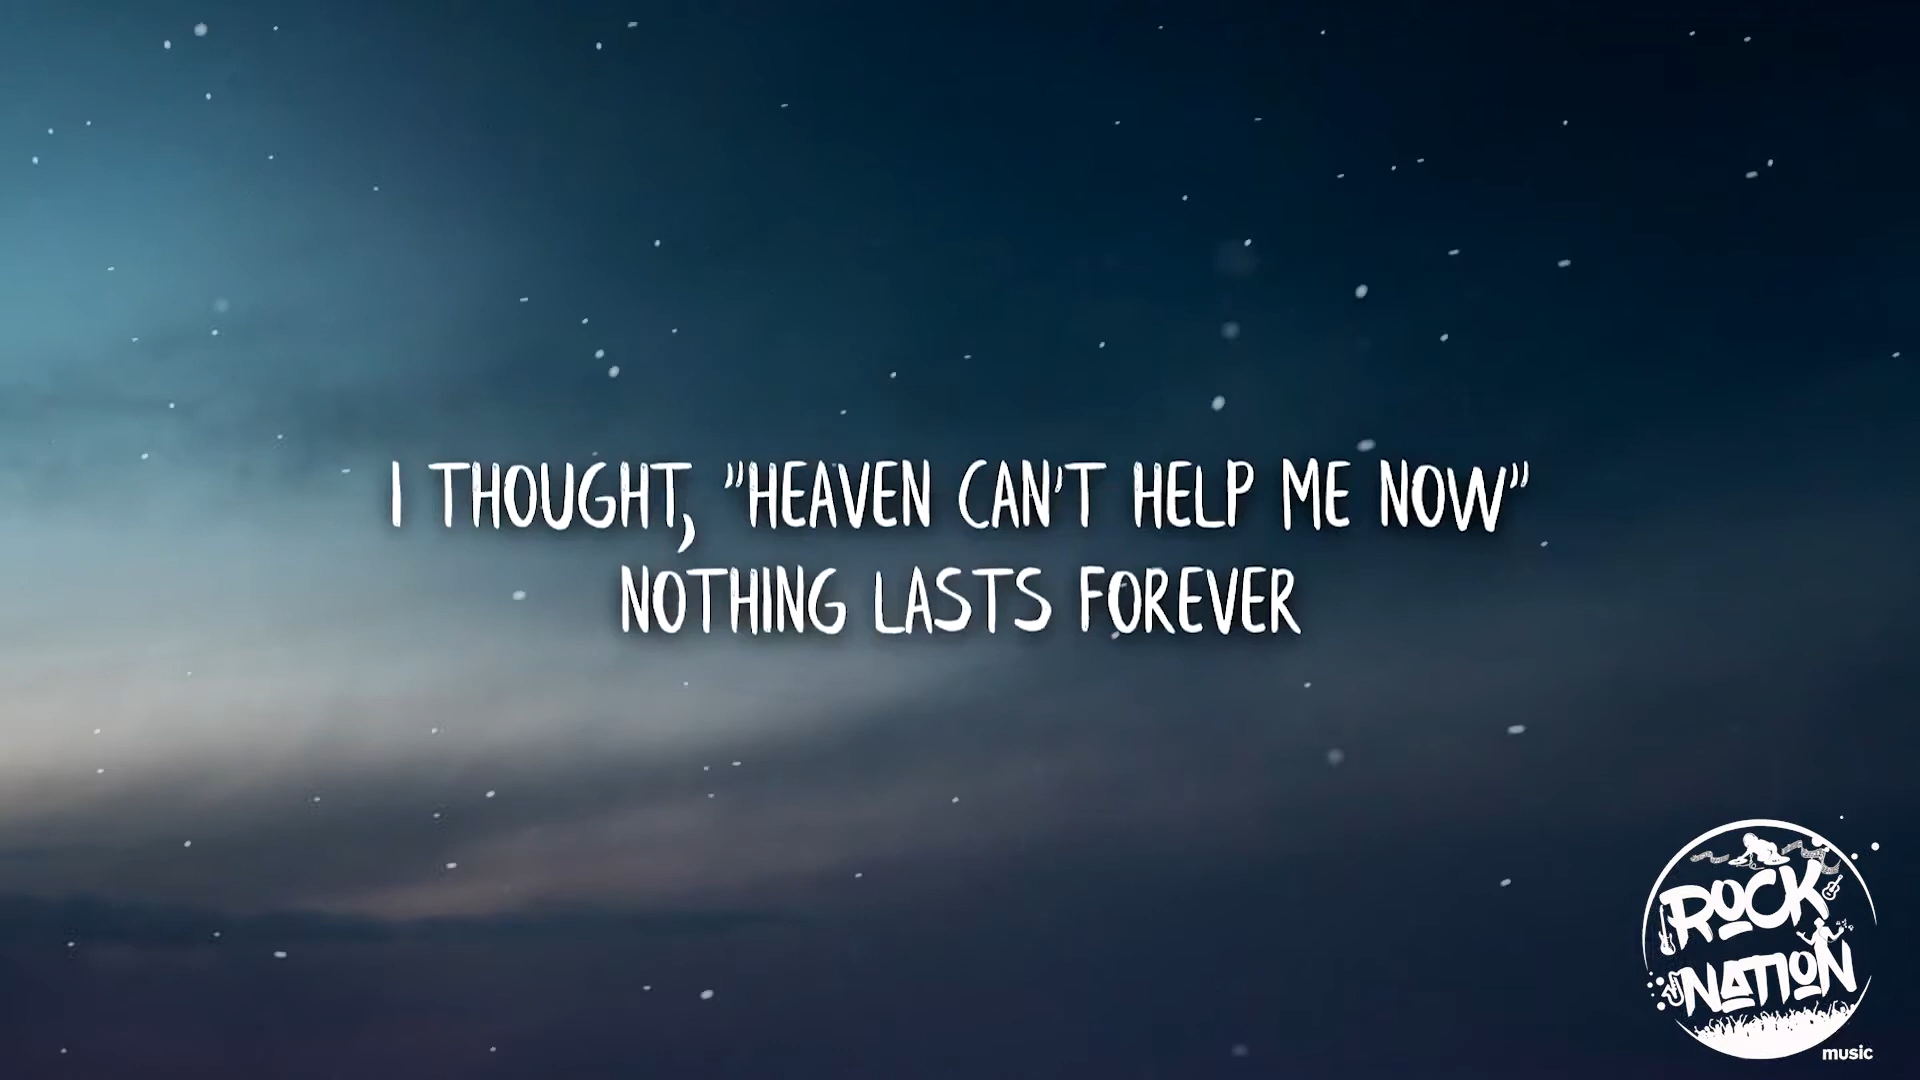 I THOUGHT, "HEAVEN CAN'T HELP ME NOW"
NOTHING LASTS FOREVER
ROCK
NATION
music